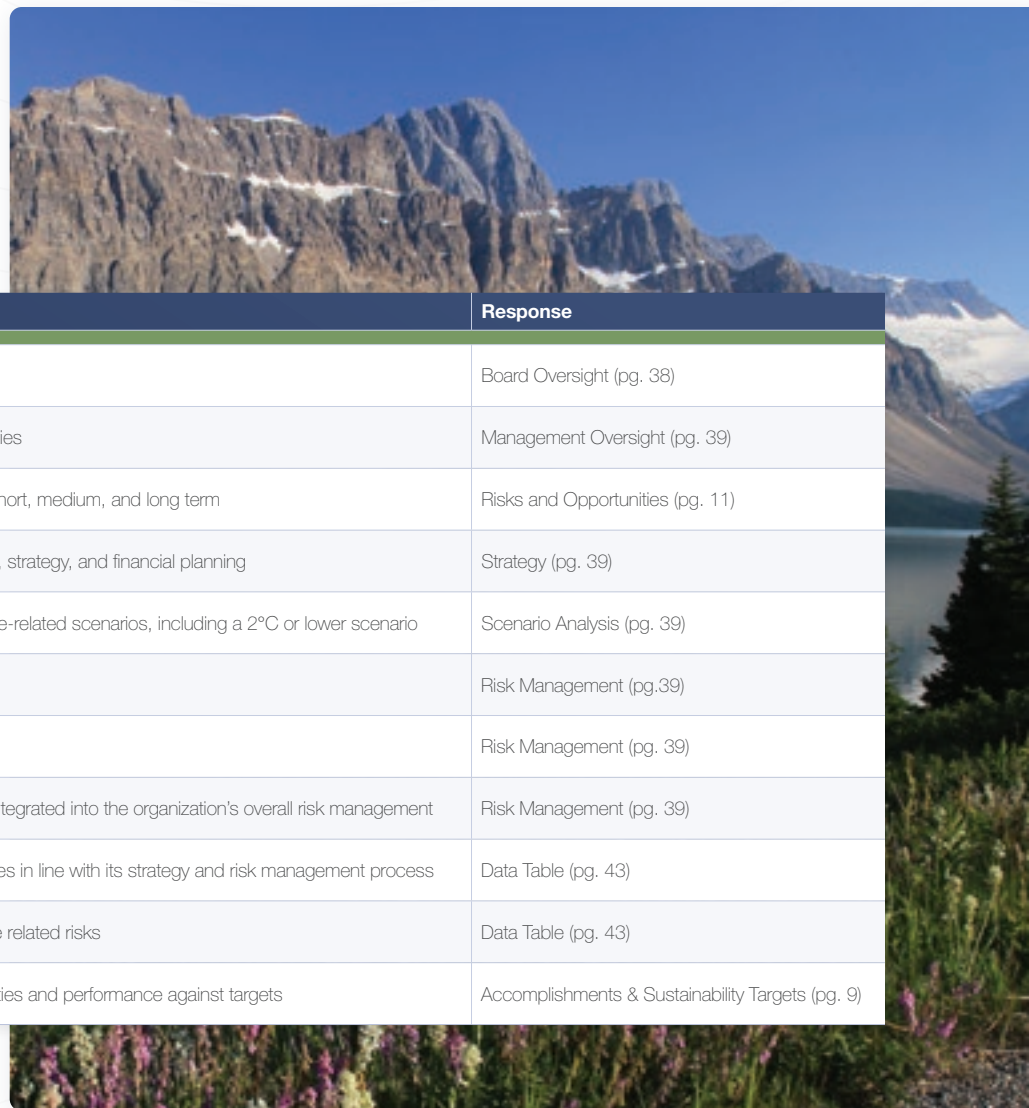 Response
Board Oversight (pg. 38)
ies Management Oversight (pg. 39)
hort, medium, and long term Risks and Opportunities (pg. 11)
, strategy, and financial planning Strategy (pg. 39)
e-related scenarios, including a 2°C or lower scenario Scenario Analysis (pg. 39)
Risk Management (pg.39)
Risk Management (pg. 39)
tegrated into the organization's overall risk management Risk Management (pg. 39)
es in line with its strategy and risk management process Data Table (pg. 43)
e related risks Data Table (pg. 43)
ties and performance against targets Accomplishments & Sustainability Targets (pg. 9)